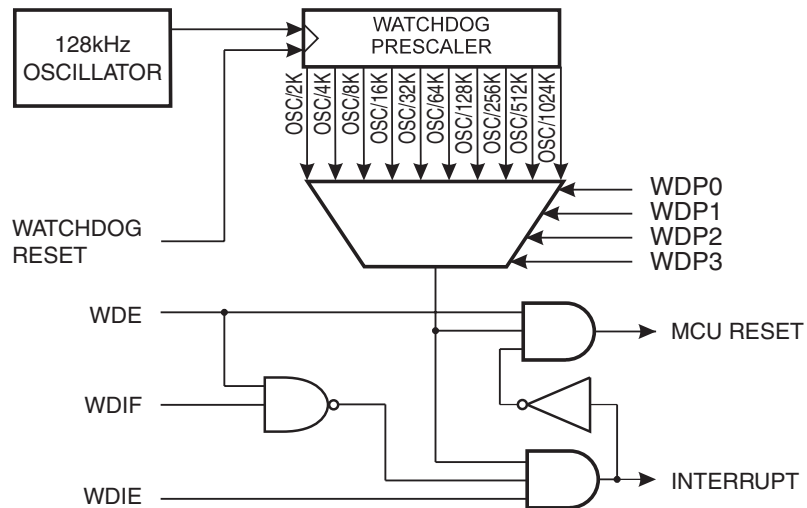 128kHz
OSCILLATOR
WATCHDOG
PRESCALER
OSC/2K
OSC/4K
OSC/8K
OSC/16K
OSC/32K
OSC/64K
OSC/128K
OSC/256K
OSC/512K
OSC/1024K
WATCHDOG
RESET
WDP0
WDP1
WDP2
WDP3
WDE
MCU RESET
WDIF
WDIE
INTERRUPT